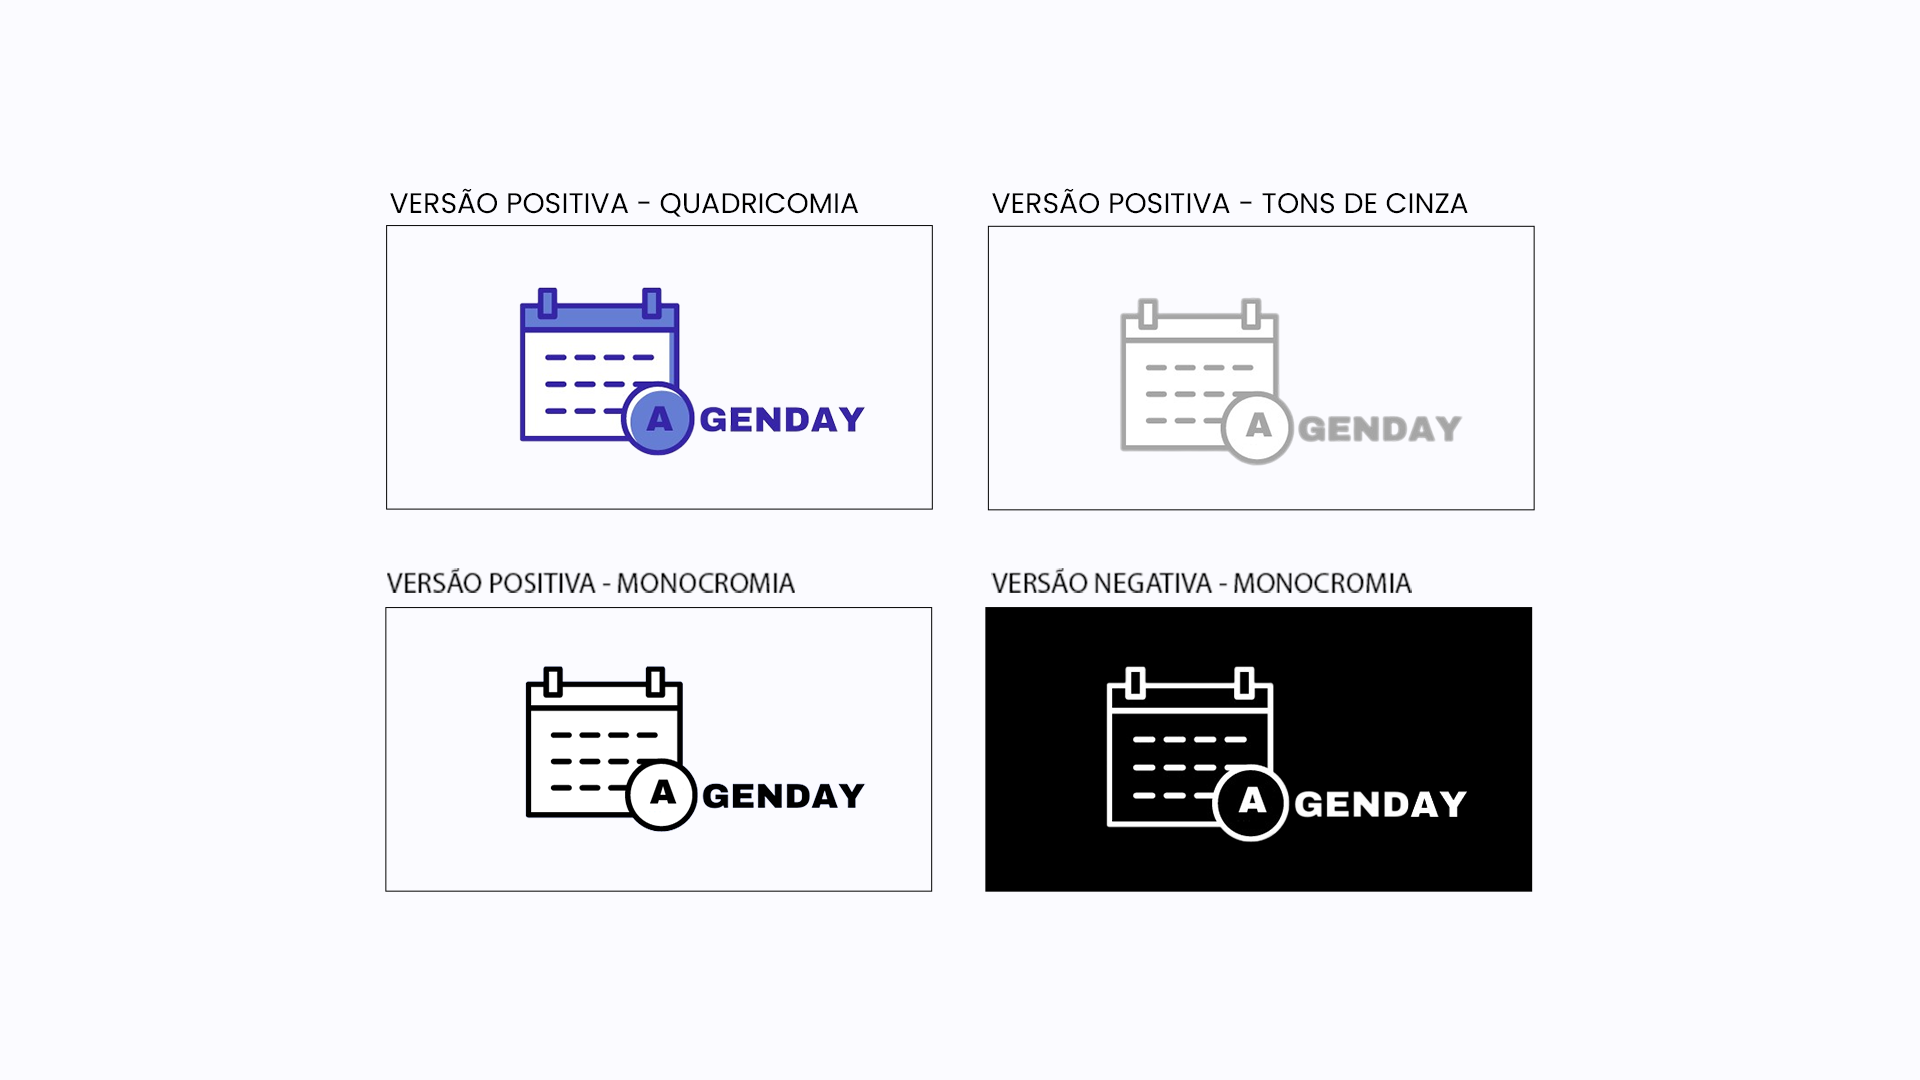 VERSÃO POSITIVA - QUADRICOMIA
A GENDAY
VERSÃO POSITIVA - TONS DE CINZA
A GENDAY
VERSÃO POSITIVA - MONOCROMIA
A GENDAY
VERSÃO NEGATIVA - MONOCROMIA
A GENDAY